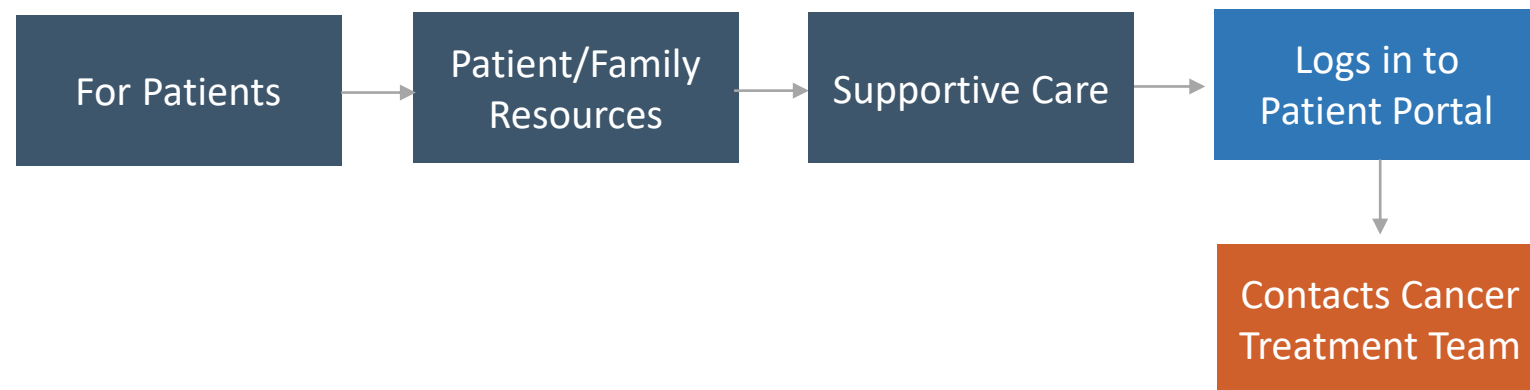 For Patients
Patient/Family
Resources
Supportive Care
Logs in to
Patient Portal
Contacts Cancer
Treatment Team